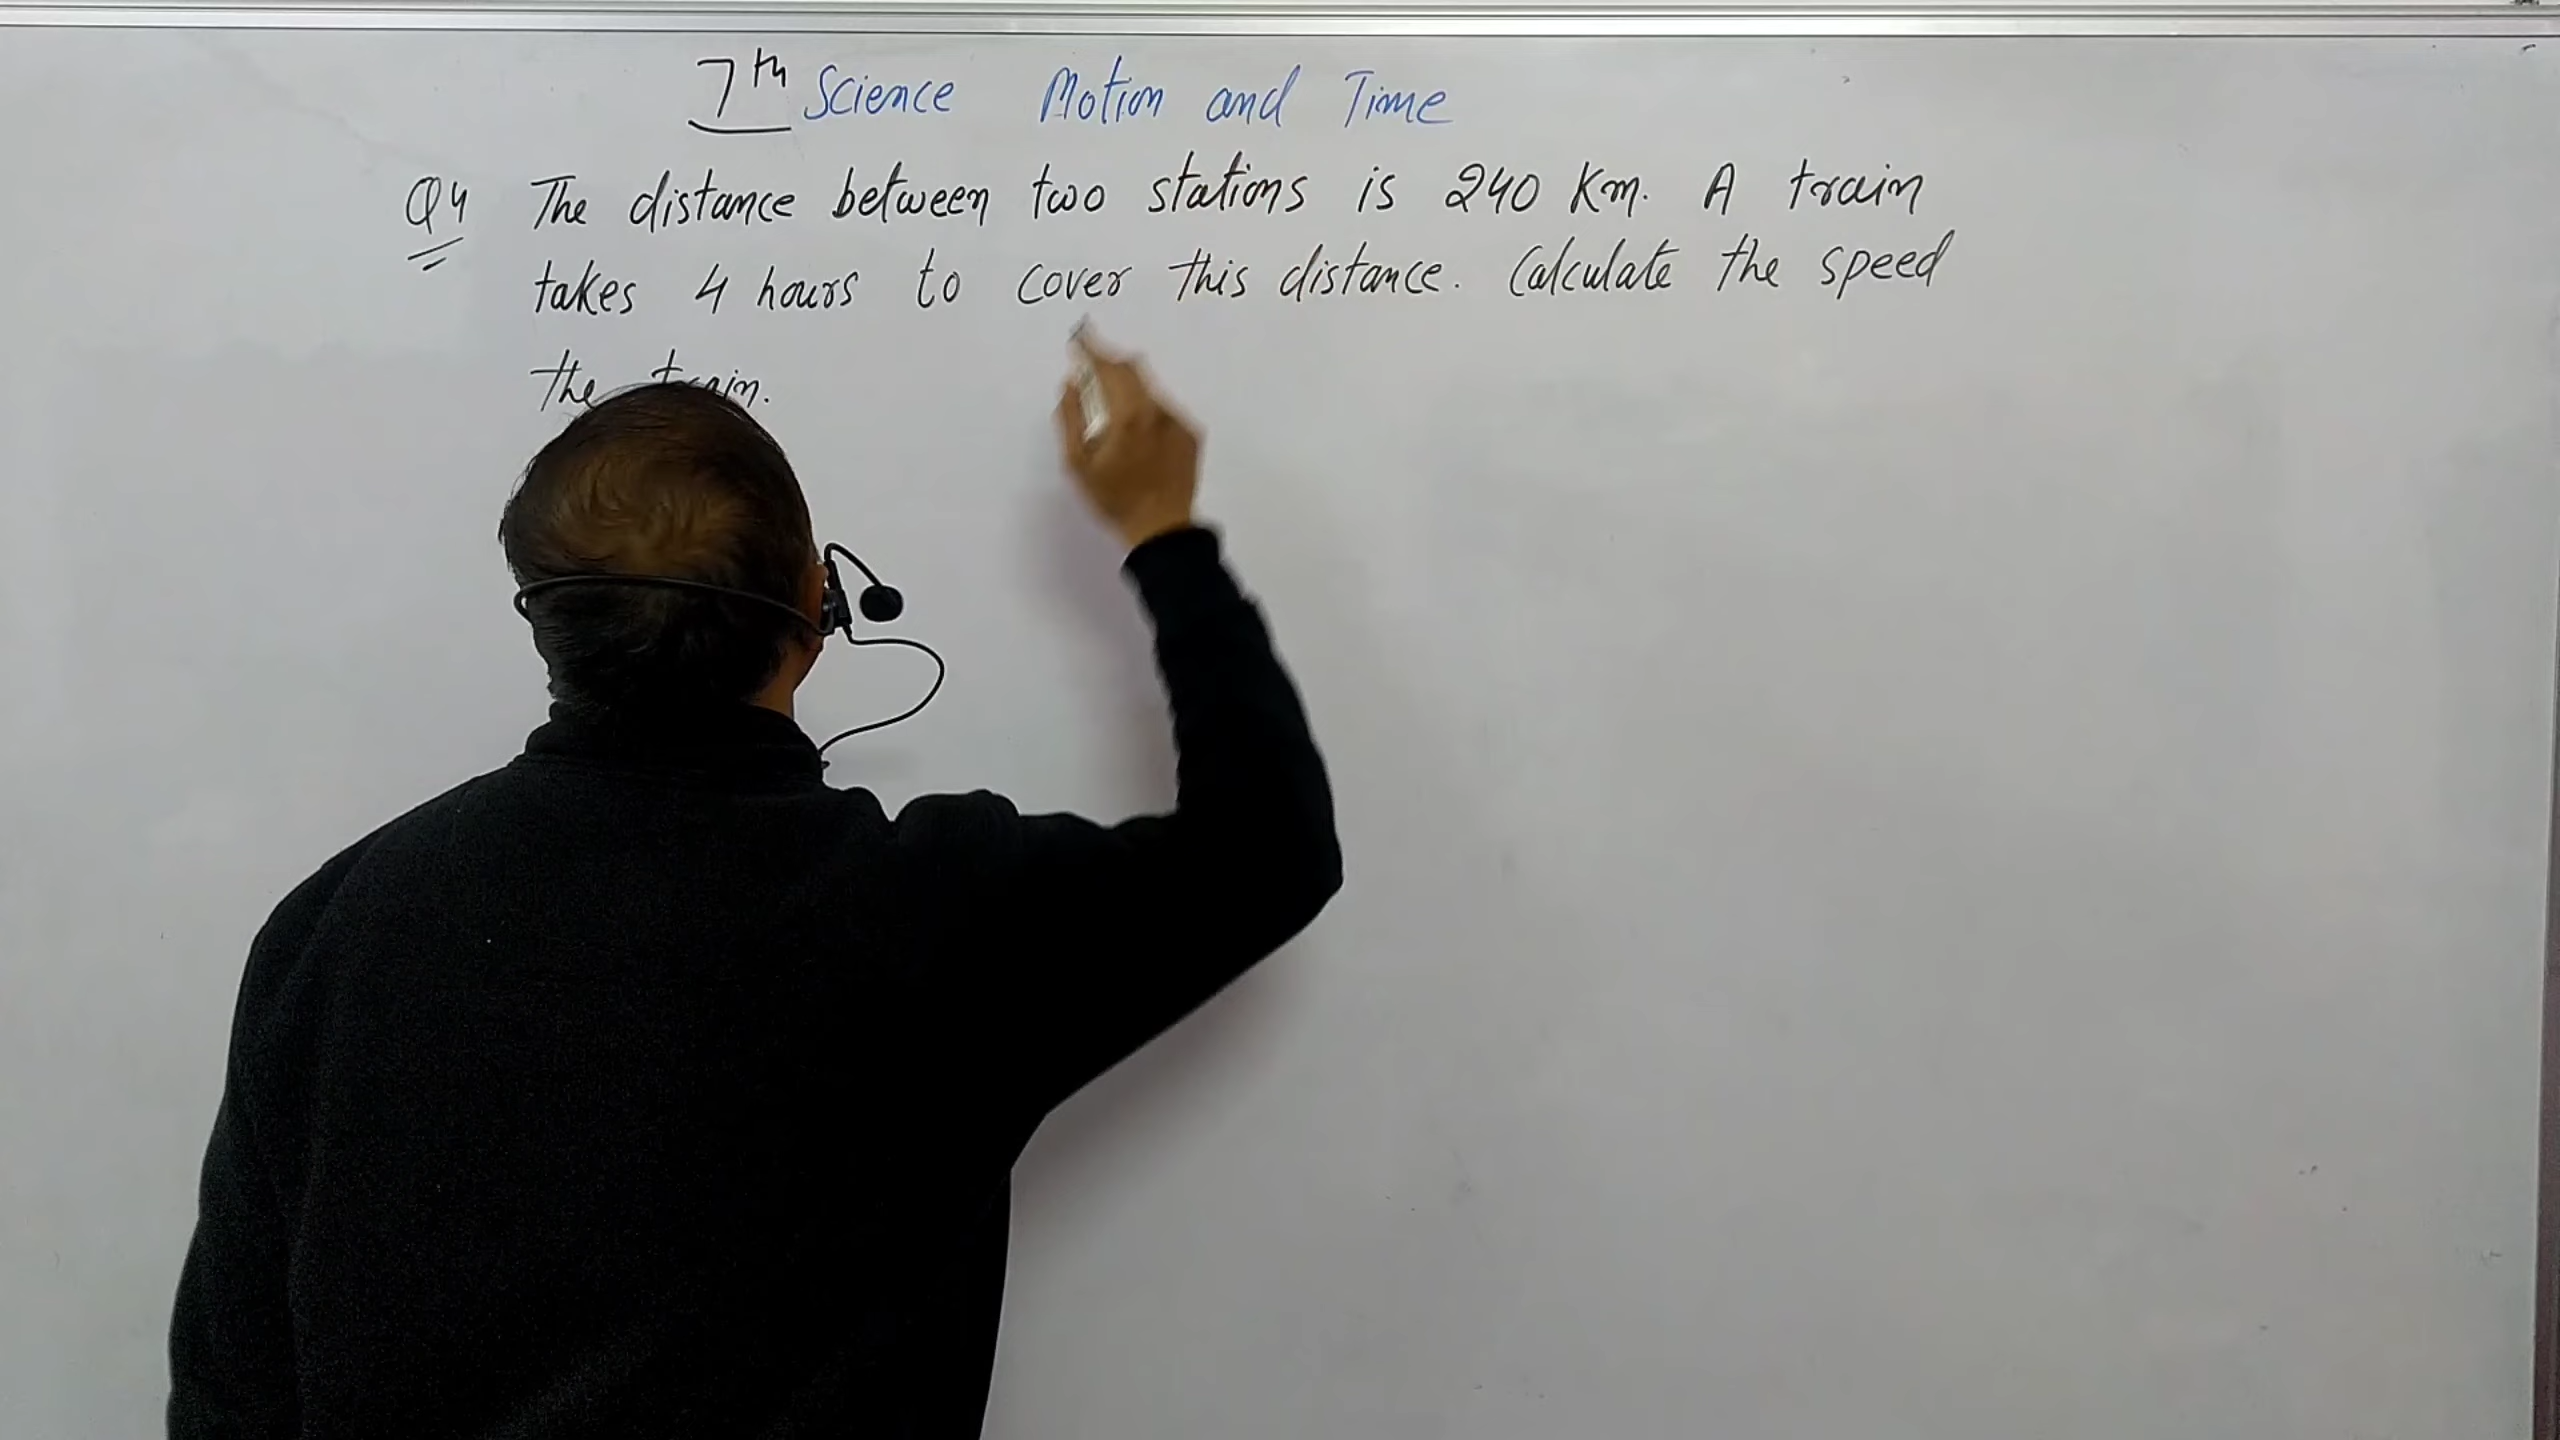 7th Science Motion and Time
Q4 The distance between two stations is 240 Km. A train
takes 4 hours to cover this distance. Calculate the speed
the train.